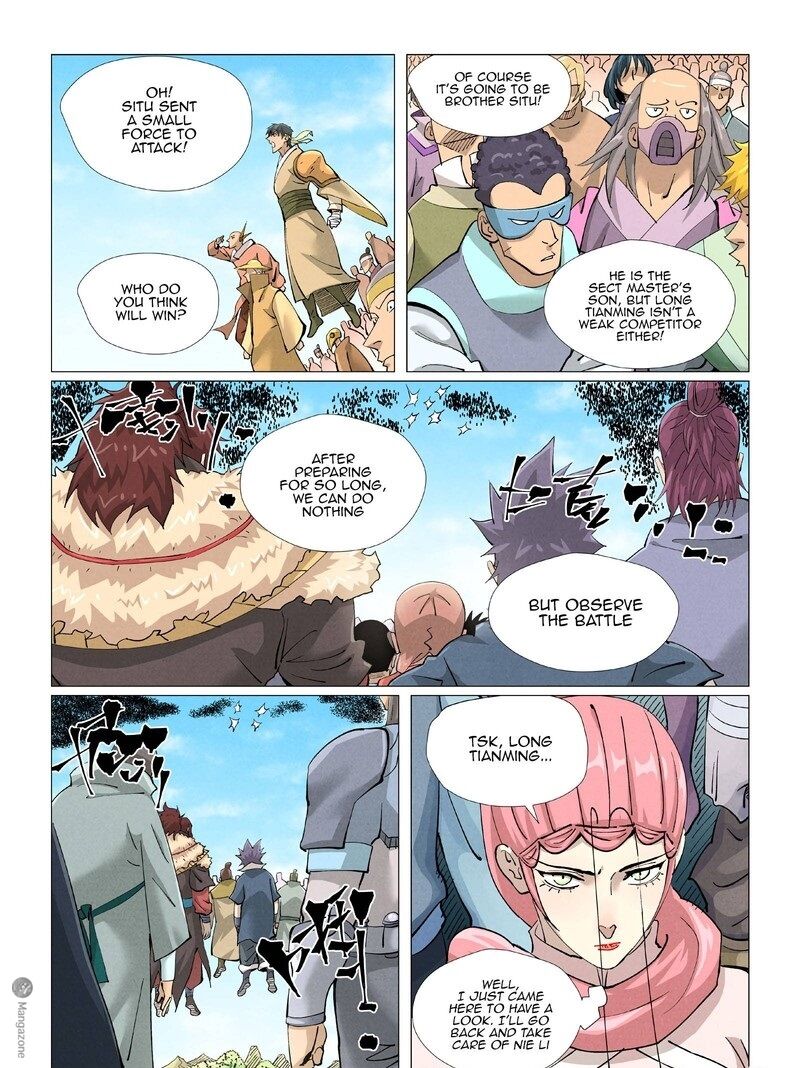 OH!
SITU SENT
A SMALL
FORCE TO
ATTACK!
WHO DO
YOU THINK
WILL WIN?
OF COURSE
IT'S GOING TO BE
BROTHER SITU!
HE IS THE
SECT MASTER'S
SON, BUT LONG
TIANMING ISN'T A
WEAK COMPETITOR
EITHER!
AFTER
PREPARING
FOR SO LONG,
WE CAN DO
NOTHING
BUT OBSERVE
THE BATTLE
TSK, LONG
TIANMING...
WELL,
I JUST CAME
HERE TO HAVE A
LOOK. I'LL GO
BACK AND TAKE
CARE OF NIE LI
Mangazone